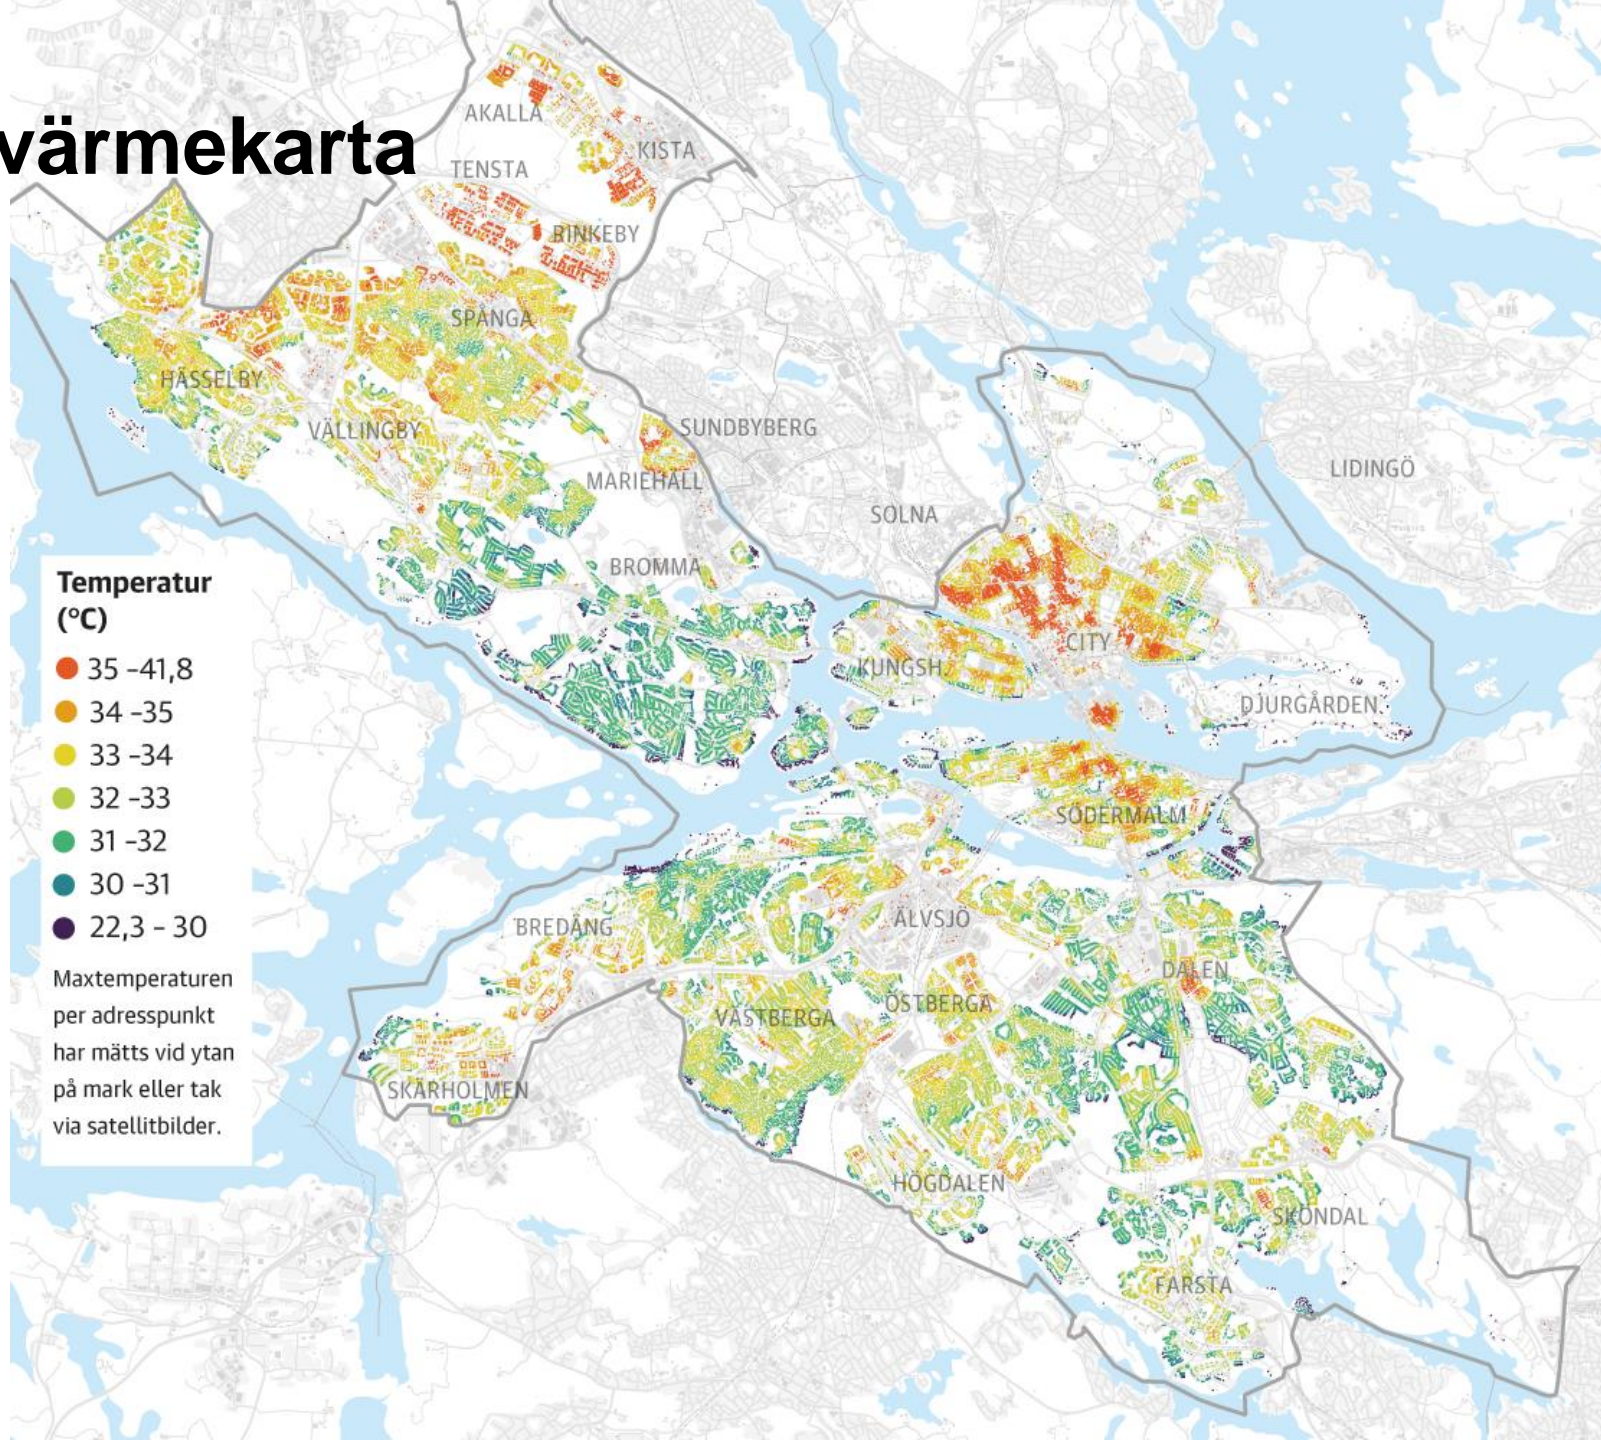 värmekarta
AKALLA
KISTA
TENSTA
RINKEBY
SPÅNGA
HÄSSELBY
VÄLLINGBY
SUNDBYBERG
MARIEHÄLL
LIDINGÖ
SOLNA
BROMMA
CITY
KUNGSH.
DJURGÅRDEN
SÖDERMALM
Temperatur
(°C)
35 –41,8
34 –35
33 –34
32 –33
31 –32
30 –31
22,3 – 30
Maxtemperaturen
per adresspunkt
har mätts vid ytan
på mark eller tak
via satellitbilder.
BREDÄNG
ÄLVSJÖ
DALEN
ÖSTBERGA
VÄSTBERGA
SKÄRHOLMEN
HÖGDALEN
SKÖNDAL
FARSTA